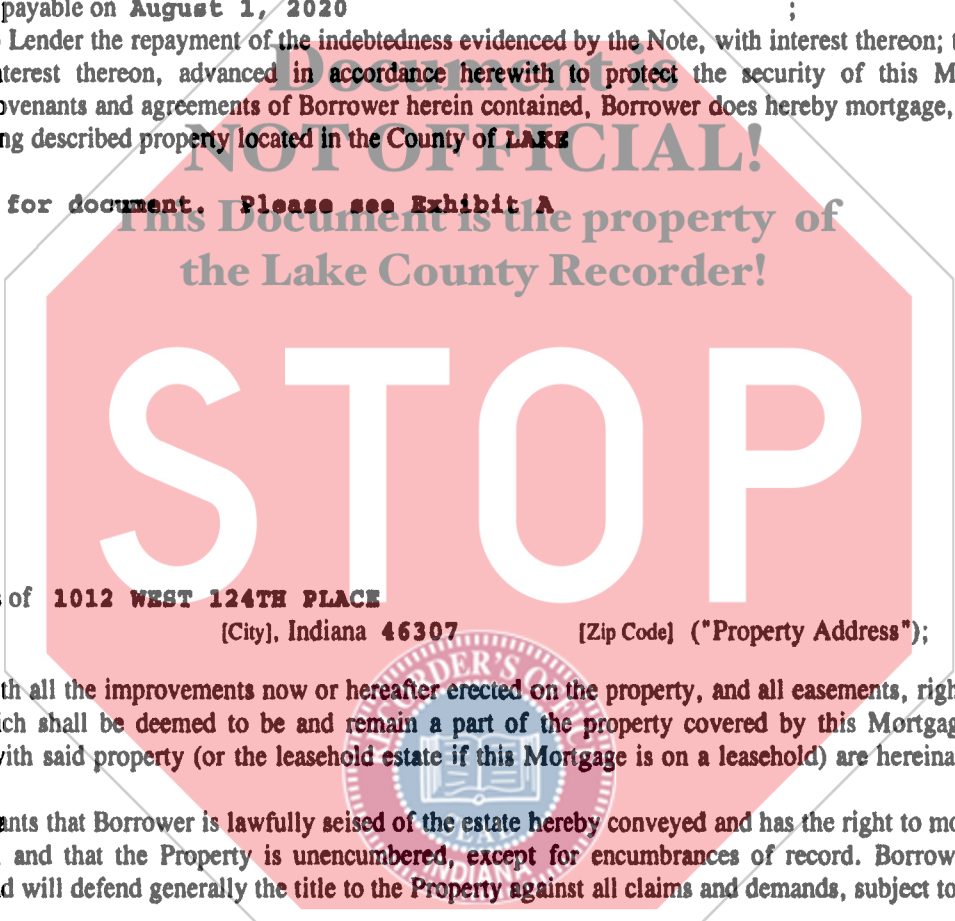 payable on August 1, 2020 ;
Lender the repayment of the indebtedness evidenced by the Note, with interest thereon;
terest thereon, advanced in accordance herewith to protect the security of this M
ovenants and agreements of Borrower herein contained, Borrower does hereby mortgage,
ng described property located in the County of LAKE
for document. Please see Exhibit A
Document is
NOT OFFICIAL!
This Document is the property of
the Lake County Recorder!
STOP
of 1012 WEST 124TH PLACE
[City], Indiana 46307 [Zip Code] ("Property Address");
th all the improvements now or hereafter erected on the property, and all easements, righ
ich shall be deemed to be and remain a part of the property covered by this Mortgag
with said property (or the leasehold estate if this Mortgage is on a leasehold) are hereina
ants that Borrower is lawfully seised of the estate hereby conveyed and has the right to mo
and that the Property is unencumbered, except for encumbrances of record. Borrow
d will defend generally the title to the Property against all claims and demands, subject to
SEAL
INDIANA